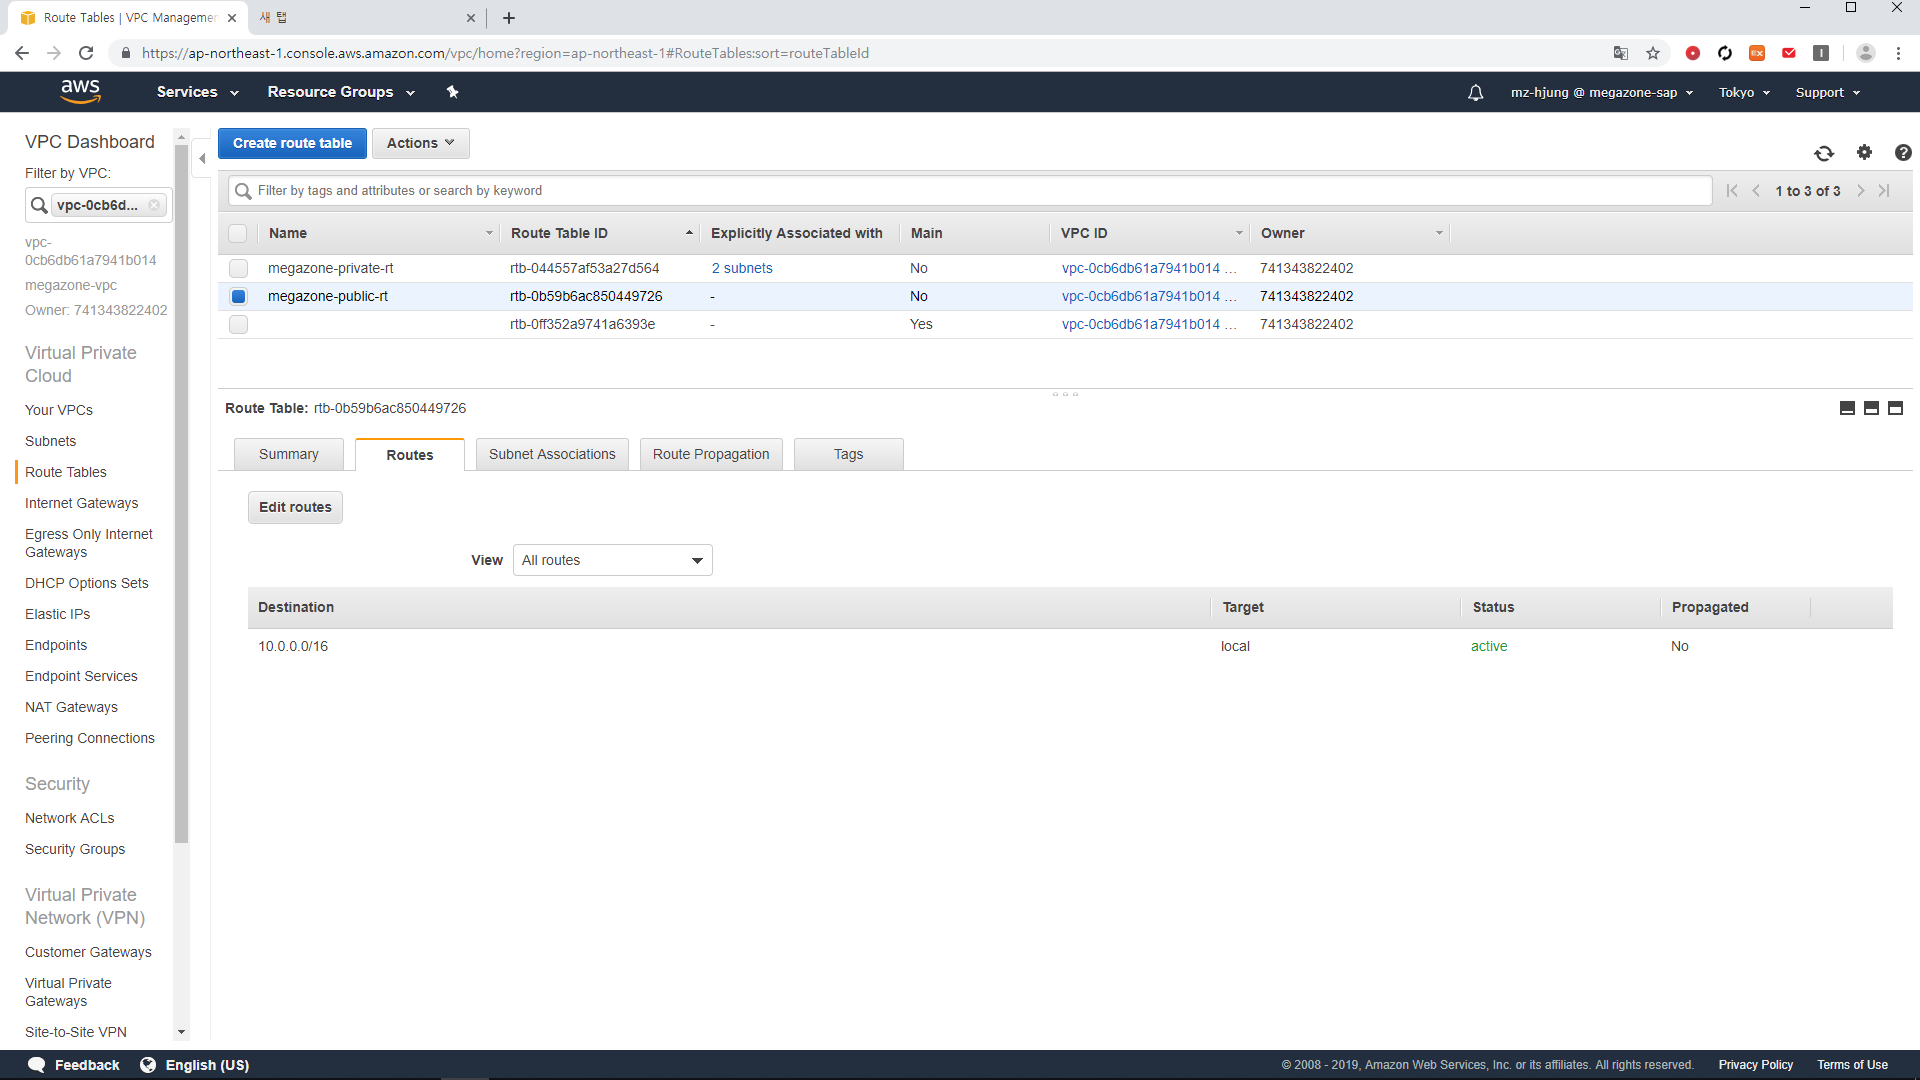 Route Tables | VPC Managemen
새 탭
https://ap-northeast-1.console.aws.amazon.com/vpc/home?region=ap-northeast-1#RouteTables:sort=routeTableId
aws
Services
Resource Groups
mz-hjung @ megazone-sap
Tokyo
Support
VPC Dashboard
Filter by VPC:
vpc-0cb6d...
vpc-
0cb6db61a7941b014
megazone-vpc
Owner: 741343822402
Virtual Private
Cloud
Your VPCs
Subnets
Route Tables
Internet Gateways
Egress Only Internet
Gateways
DHCP Options Sets
Elastic IPs
Endpoints
Endpoint Services
NAT Gateways
Peering Connections
Security
Network ACLs
Security Groups
Virtual Private
Network (VPN)
Customer Gateways
Virtual Private
Gateways
Site-to-Site VPN
Create route table
Actions
Filter by tags and attributes or search by keyword
1 to 3 of 3
Name Route Table ID Explicitly Associated with Main VPC ID Owner
megazone-private-rt rtb-044557af53a27d564 2 subnets No vpc-0cb6db61a7941b014 ... 741343822402
megazone-public-rt rtb-0b59b6ac850449726 - No vpc-0cb6db61a7941b014 ... 741343822402
rtb-0ff352a9741a6393e - Yes vpc-0cb6db61a7941b014 ... 741343822402
Route Table: rtb-0b59b6ac850449726
Summary
Routes
Subnet Associations
Route Propagation
Tags
Edit routes
View All routes
Destination Target Status Propagated
10.0.0.0/16 local active No
Feedback
English (US)
© 2008 - 2019, Amazon Web Services, Inc. or its affiliates. All rights reserved.
Privacy Policy
Terms of Use